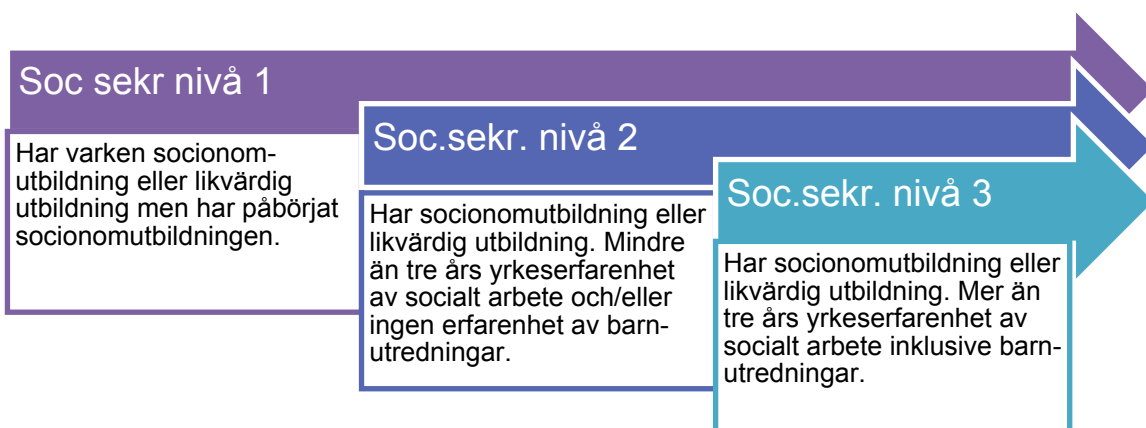 Soc sekr nivå 1
Har varken socionom-
utbildning eller likvärdig
utbildning men har påbörjat
socionomutbildningen.
Soc.sekr. nivå 2
Har socionomutbildning eller
likvärdig utbildning. Mindre
än tre års yrkeserfarenhet
av socialt arbete och/eller
ingen erfarenhet av barn-
utredningar.
Soc.sekr. nivå 3
Har socionomutbildning eller
likvärdig utbildning. Mer än
tre års yrkeserfarenhet av
socialt arbete inklusive barn-
utredningar.